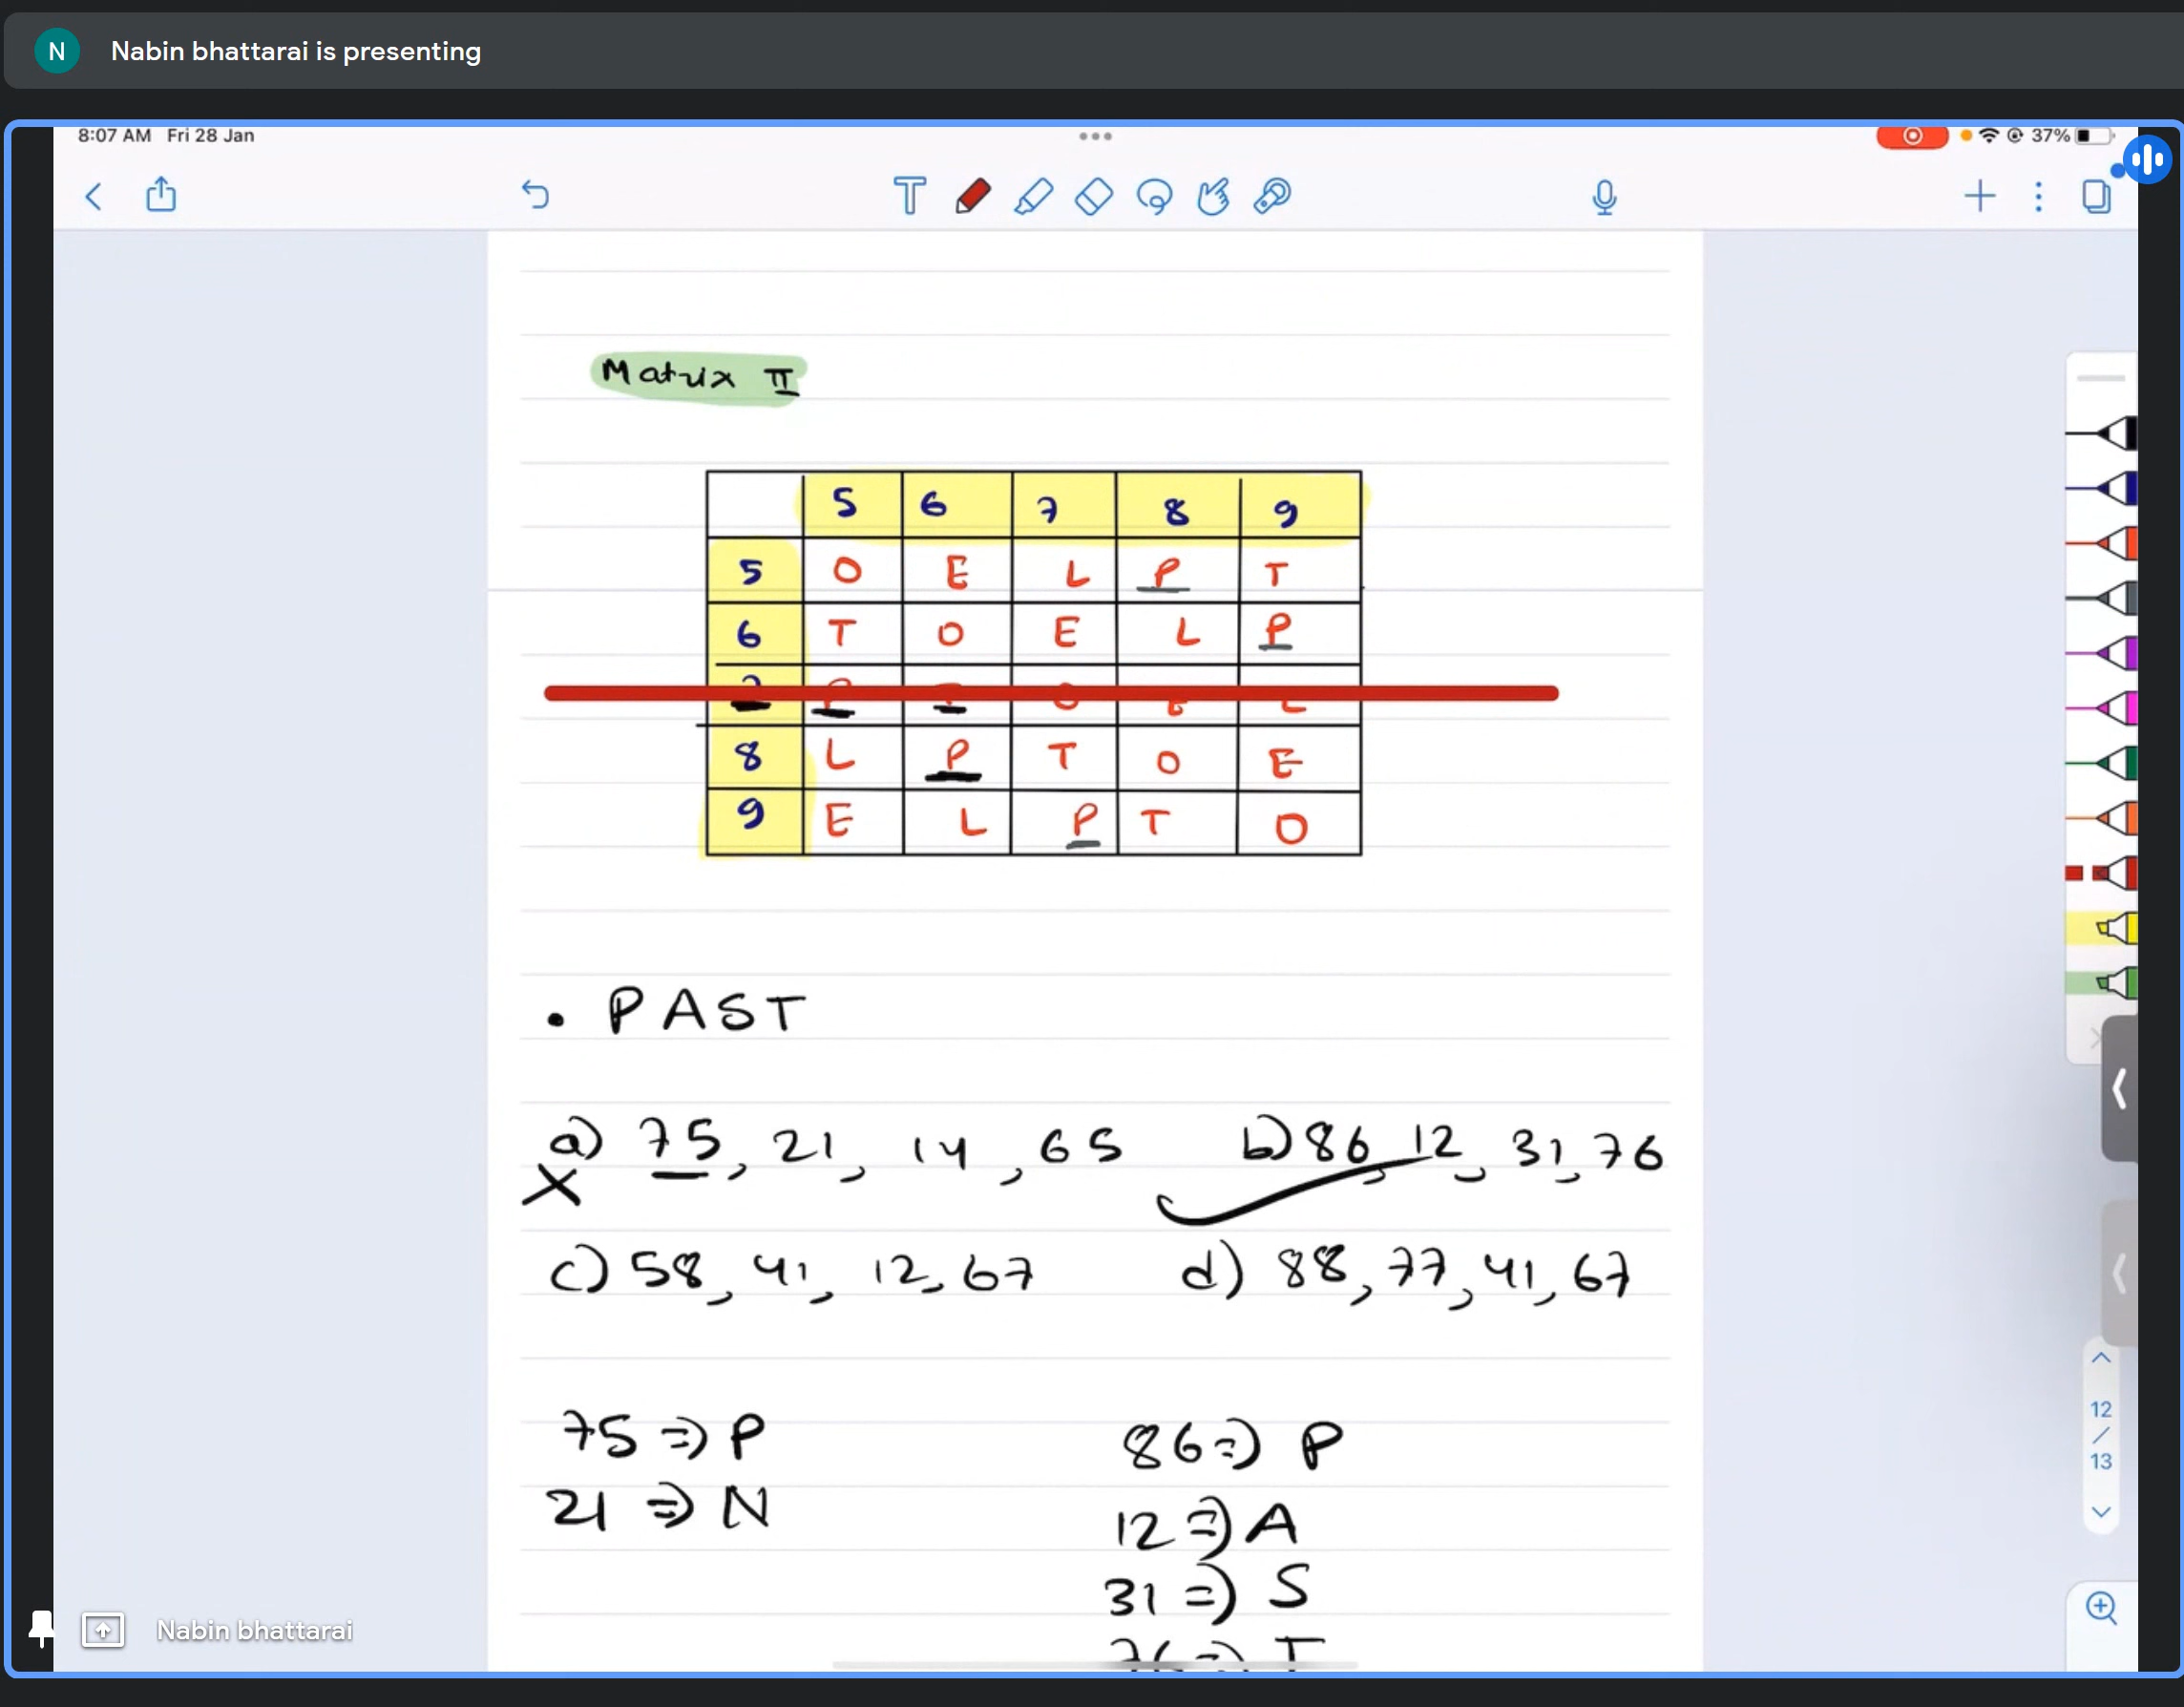 N Nabin bhattarai is presenting
8:07 AM Fri 28 Jan
37%
T
Matrix II
5 6 7 8 9
5 O E L P T
6 T O E L P
8 L P T O E
9 E L P T O
• PAST
a) 75, 21, 14, 65 b) 86, 12, 31, 76
X
c) 58, 41, 12, 67 d) 88, 77, 41, 67
75 => P
21 => N
86 => P
12 => A
31 => S
76 => T
12
/
13
Nabin bhattarai